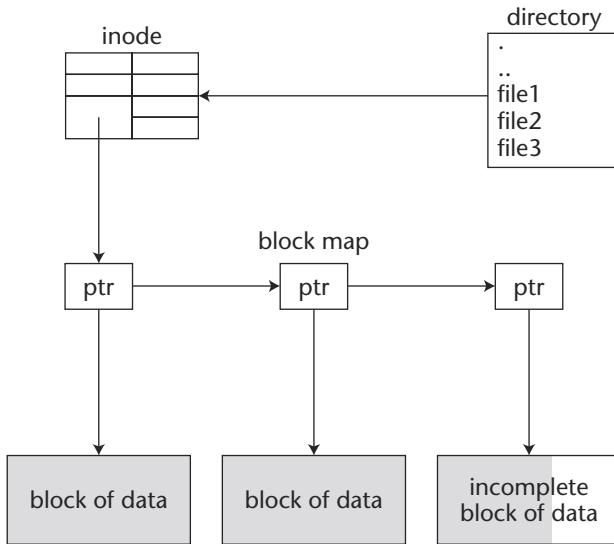 directory
inode
.
..
file1
file2
file3
block map
ptr
ptr
ptr
block of data
block of data
incomplete
block of data